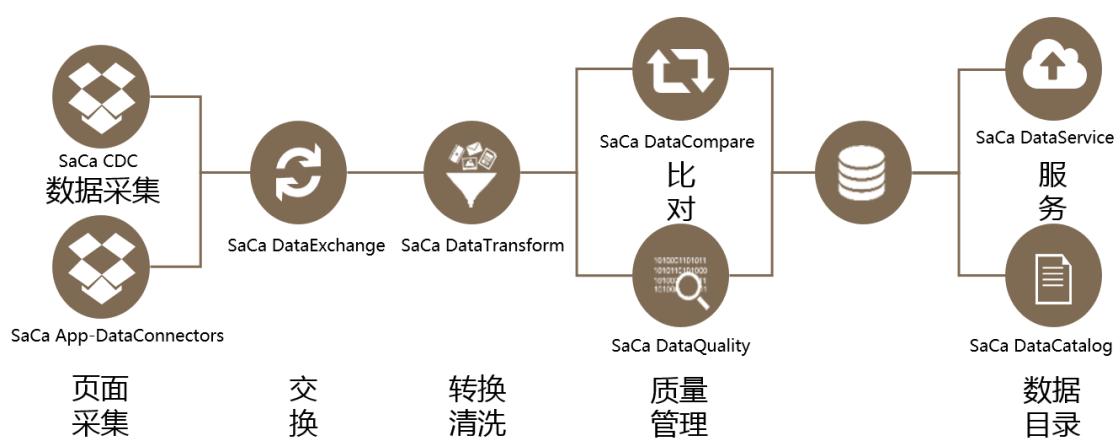 SaCa CDC
数据采集
SaCa App-DataConnectors
页面
采集
SaCa DataExchange
交
换
SaCa DataTransform
转换
清洗
SaCa DataCompare
比
对
1010001101011
1010110101000
SaCa DataQuality
质量
管理
SaCa DataService
服
务
SaCa DataCatalog
数据
目录